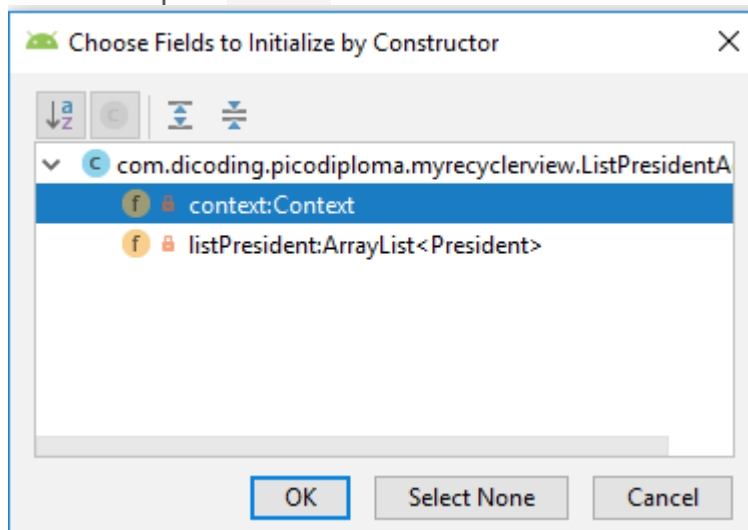 Choose Fields to Initialize by Constructor
com.dicoding.picodiploma.myrecyclerview.ListPresidentA
context:Context
listPresident:ArrayList<President>
OK Select None Cancel